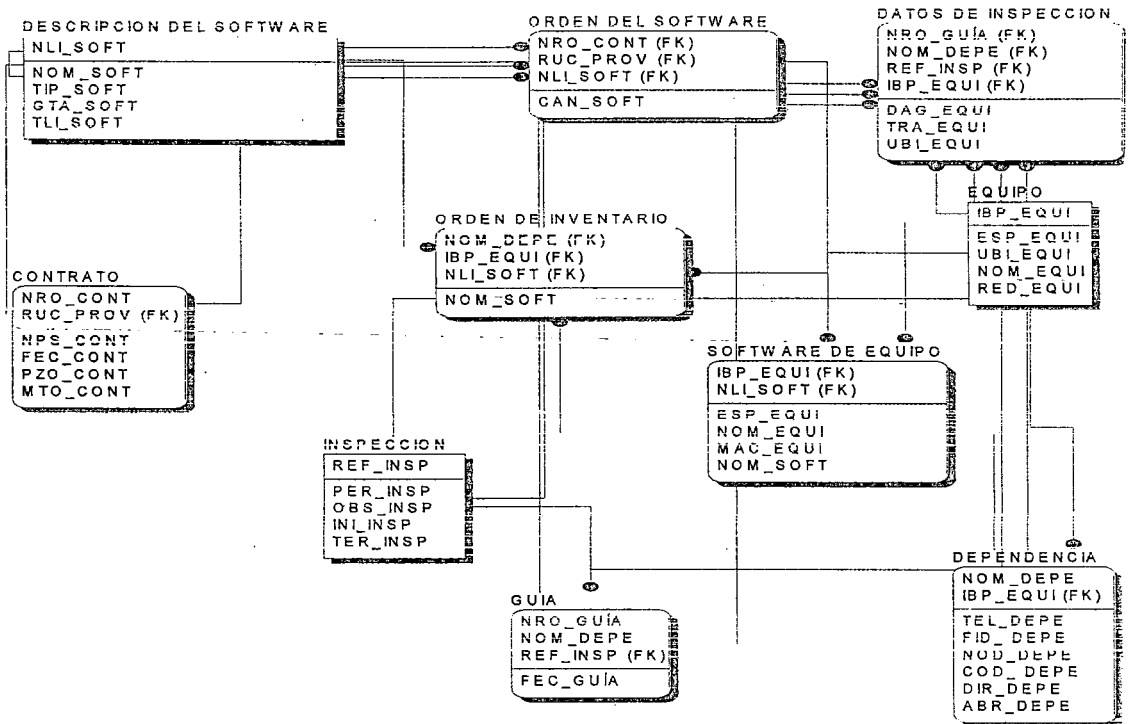 DESCRIPCION DEL SOFTWARE
NLI_SOFT
NOM_SOFT
TIP_SOFT
GTA_SOFT
TLI_SOFT
ORDEN DEL SOFTWARE
NRO_CONT (FK)
RUC_PROV (FK)
NLI_SOFT (FK)
CAN_SOFT
DATOS DE INSPECCION
NRO_GUÍA (FK)
NOM_DEPE (FK)
REF_INSP (FK)
IBP_EQUI (FK)
DAG_EQUI
TRA_EQUI
UBI_EQUI
EQUIPO
IBP_EQUI
ESP_EQUI
UBI_EQUI
NOM_EQUI
RED_EQUI
ORDEN DE INVENTARIO
NOM_DEPE (FK)
IBP_EQUI (FK)
NLI_SOFT (FK)
NOM_SOFT
CONTRATO
NRO_CONT
RUC_PROV (FK)
NPS_CONT
FEC_CONT
PZO_CONT
MTO_CONT
SOFTWARE DE EQUIPO
IBP_EQUI (FK)
NLI_SOFT (FK)
ESP_EQUI
NOM_EQUI
MAC_EQUI
NOM_SOFT
INSPECCION
REF_INSP
PER_INSP
OBS_INSP
INI_INSP
TER_INSP
GUIA
NRO_GUÍA
NOM_DEPE
REF_INSP (FK)
FEC_GUÍA
DEPENDENCIA
NOM_DEPE
IBP_EQUI (FK)
TEL_DEPE
FID_DEPE
NOD_DEPE
COD_DEPE
DIR_DEPE
ABR_DEPE